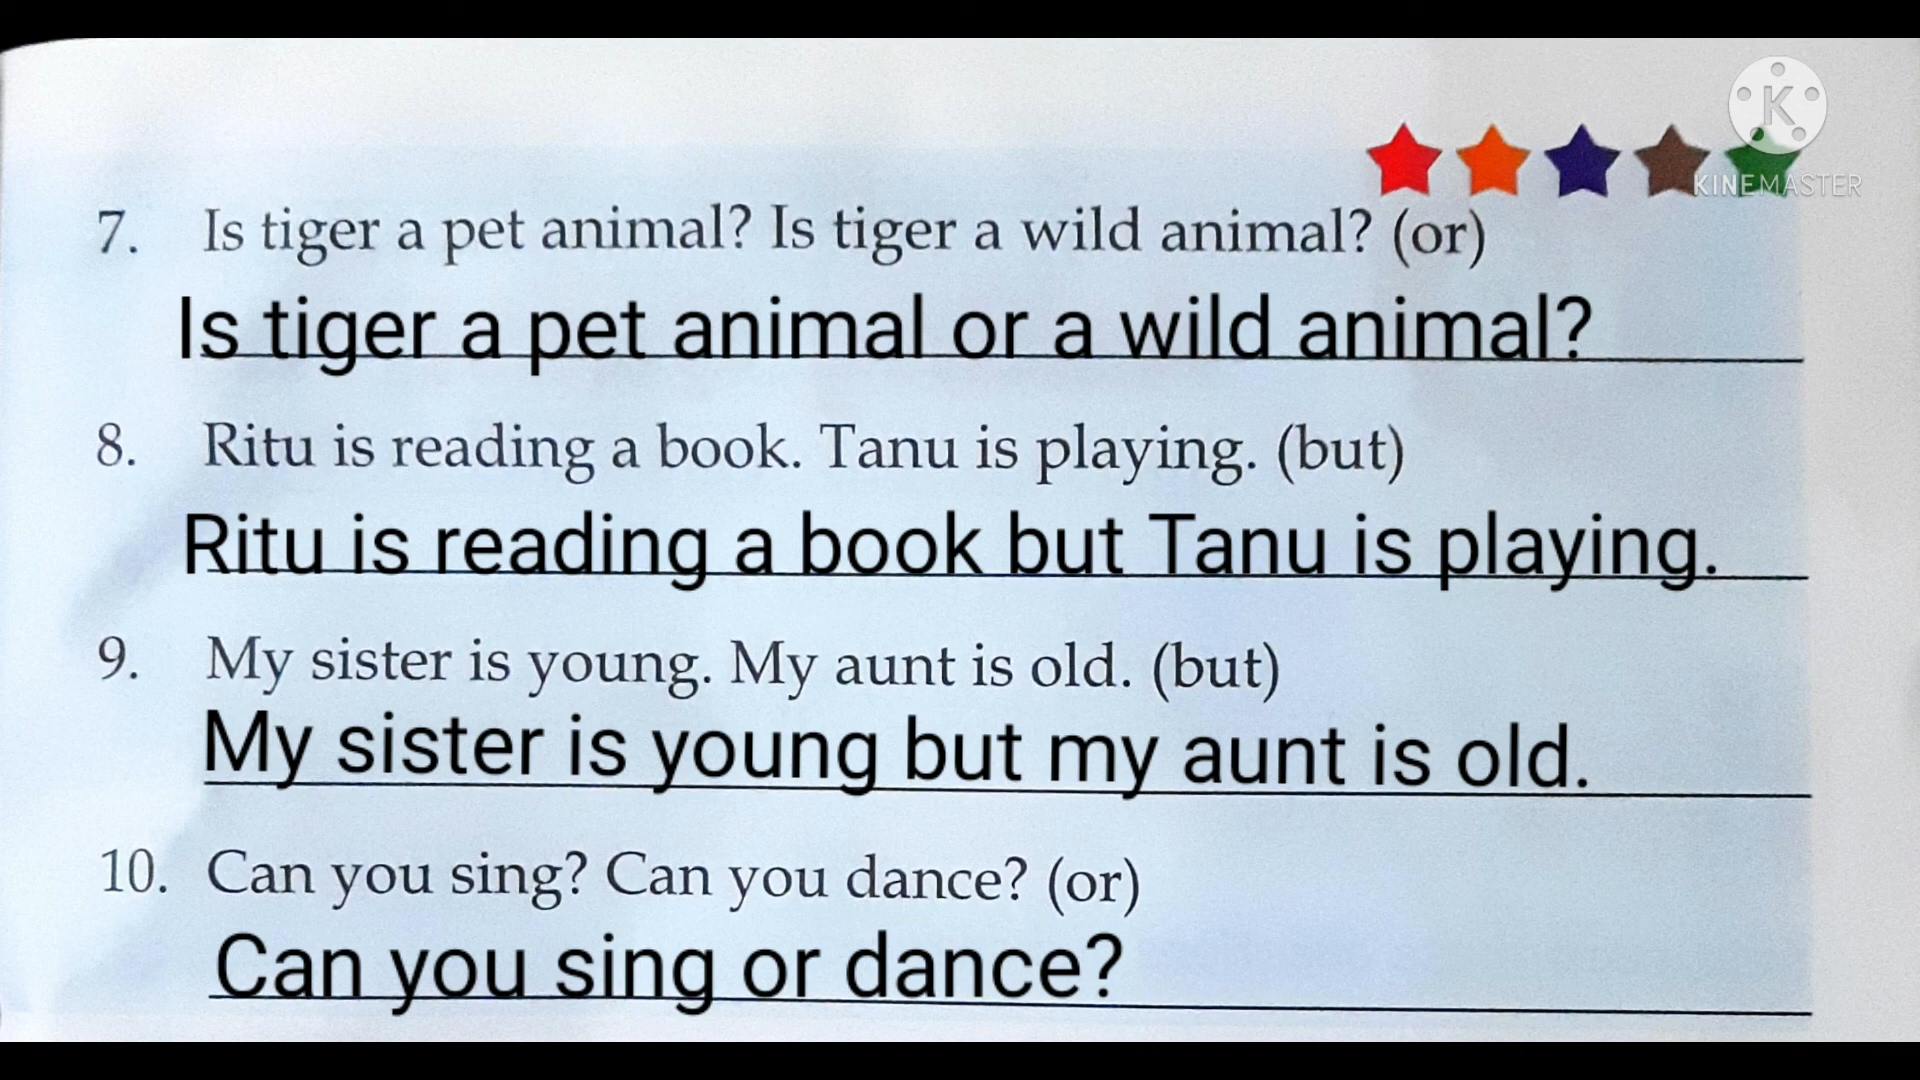 K
KINEMASTER
7. Is tiger a pet animal? Is tiger a wild animal? (or)
Is tiger a pet animal or a wild animal?
8. Ritu is reading a book. Tanu is playing. (but)
Ritu is reading a book but Tanu is playing.
9. My sister is young. My aunt is old. (but)
My sister is young but my aunt is old.
10. Can you sing? Can you dance? (or)
Can you sing or dance?